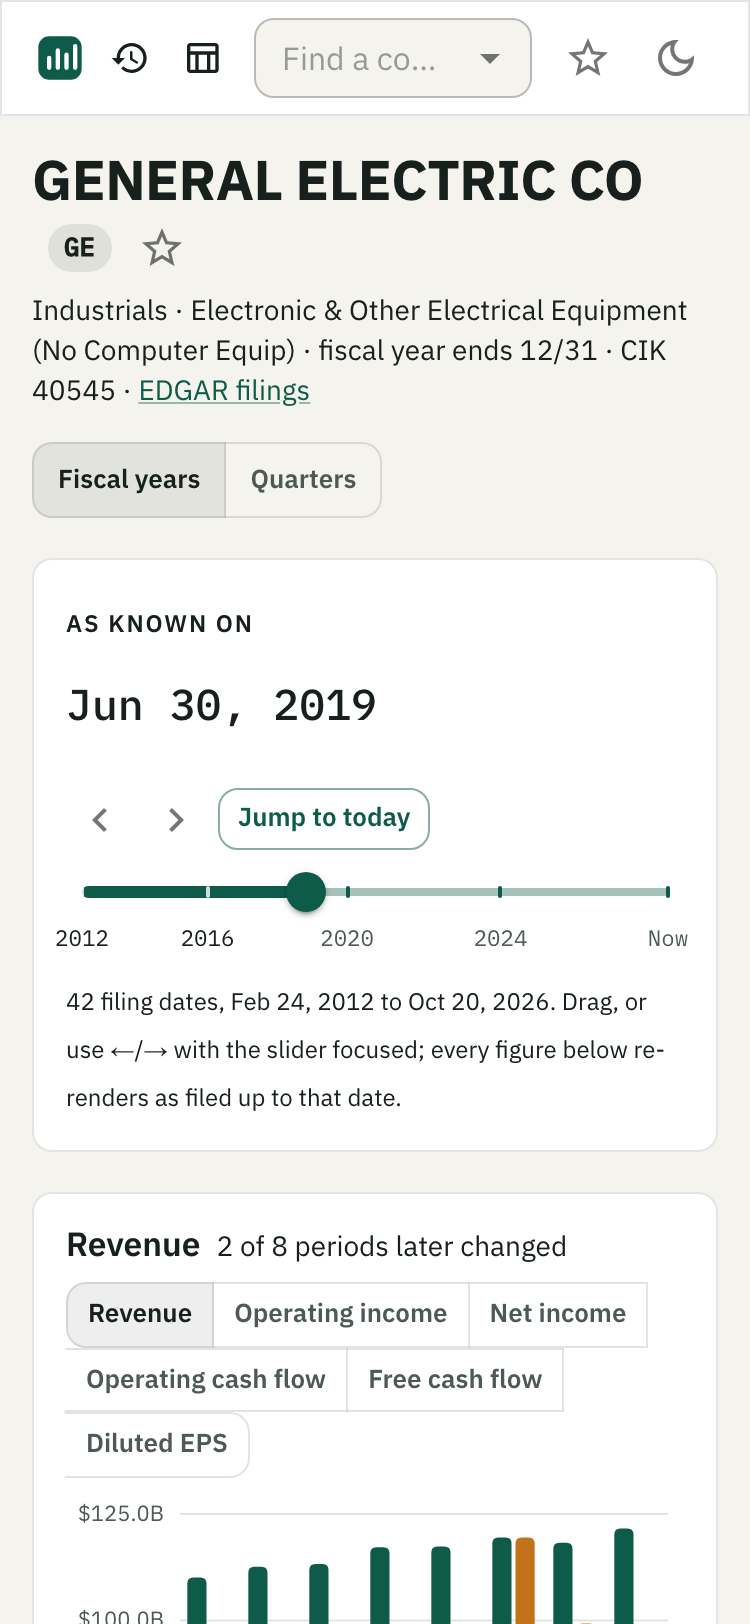 Find a co...
GENERAL ELECTRIC CO
GE
Industrials · Electronic & Other Electrical Equipment
(No Computer Equip) · fiscal year ends 12/31 · CIK
40545 · EDGAR filings
Fiscal years Quarters
AS KNOWN ON
Jun 30, 2019
Jump to today
2012 2016 2020 2024 Now
42 filing dates, Feb 24, 2012 to Oct 20, 2026. Drag, or
use ←/→ with the slider focused; every figure below re-
renders as filed up to that date.
Revenue 2 of 8 periods later changed
Revenue Operating income Net income
Operating cash flow Free cash flow
Diluted EPS
$125.0B
$100.0B